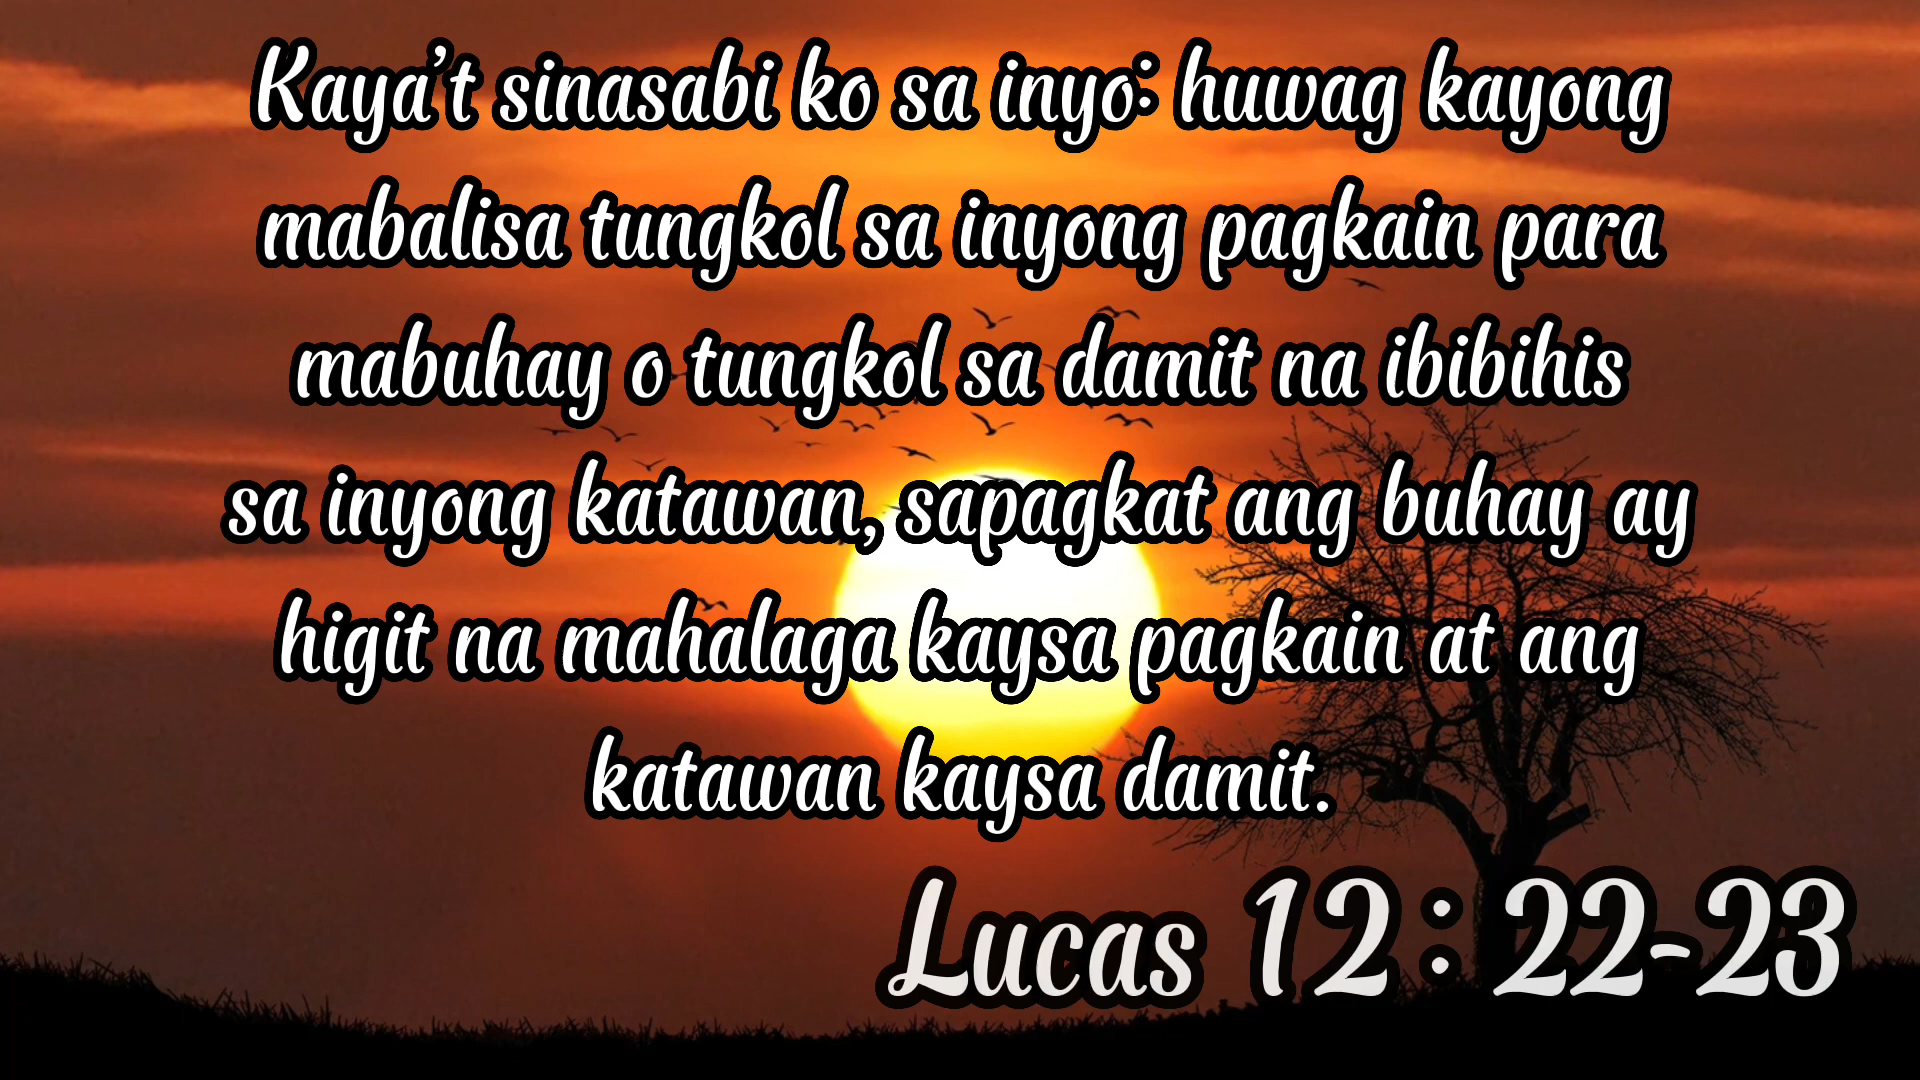 Kaya't sinasabi ko sa inyo: huwag kayong
mabalisa tungkol sa inyong pagkain para
mabuhay o tungkol sa damit na ibibihis
sa inyong katawan, sapagkat ang buhay ay
higit na mahalaga kaysa pagkain at ang
katawan kaysa damit.
Lucas 12 : 22-23